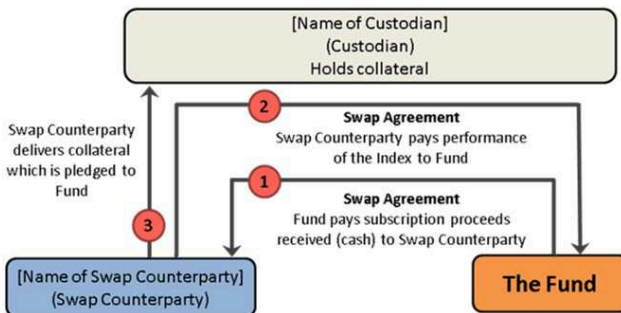 [Name of Custodian]
(Custodian)
Holds collateral
Swap Counterparty
delivers collateral
which is pledged to
Fund
2
Swap Agreement
Swap Counterparty pays performance
of the Index to Fund
1
Swap Agreement
Fund pays subscription proceeds
received (cash) to Swap Counterparty
3
[Name of Swap Counterparty]
(Swap Counterparty)
The Fund